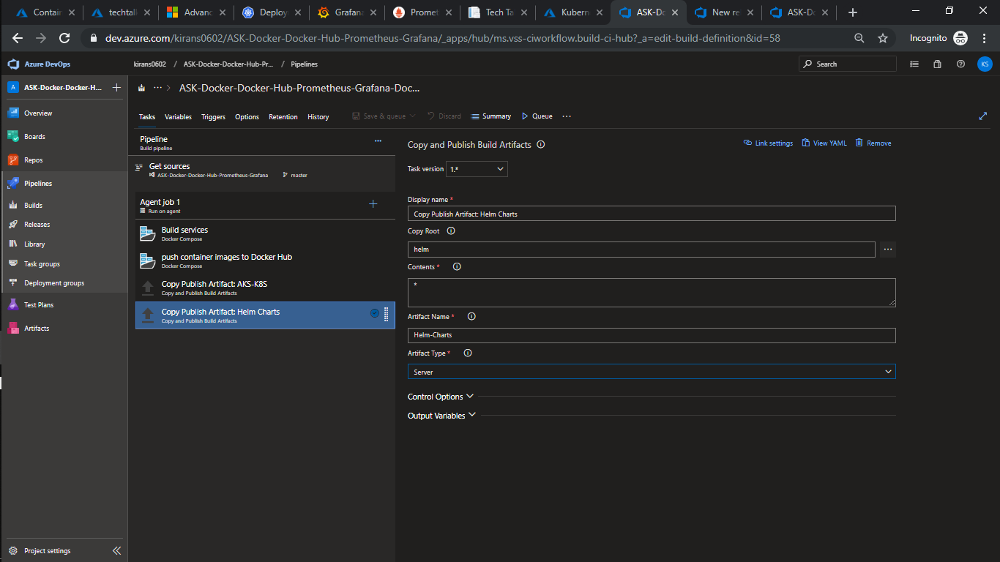 Contain
techtalk
Advanc
Deploy
Grafana
Promet
Tech Ta
Kubern
ASK-Do
New re
ASK-Do
dev.azure.com/kirans0602/ASK-Docker-Docker-Hub-Prometheus-Grafana/_apps/hub/ms.vss-ciworkflow.build-ci-hub?_a=edit-build-definition&id=58
Incognito
Azure DevOps
kirans0602 / ASK-Docker-Docker-Hub-Pr... / Pipelines
Search
KS
A ASK-Docker-Docker-H...
Overview
Boards
Repos
Pipelines
Builds
Releases
Library
Task groups
Deployment groups
Test Plans
Artifacts
Project settings
ASK-Docker-Docker-Hub-Prometheus-Grafana-Doc...
Tasks Variables Triggers Options Retention History Save & queue Discard Summary Queue
Pipeline
Build pipeline
Get sources
ASK-Docker-Docker-Hub-Prometheus-Grafana master
Agent job 1
Run on agent
Build services
Docker Compose
push container images to Docker Hub
Docker Compose
Copy Publish Artifact: AKS-K8S
Copy and Publish Build Artifacts
Copy Publish Artifact: Helm Charts
Copy and Publish Build Artifacts
Copy and Publish Build Artifacts
Link settings View YAML Remove
Task version 1.*
Display name *
Copy Publish Artifact: Helm Charts
Copy Root
helm
Contents *
*
Artifact Name *
Helm-Charts
Artifact Type *
Server
Control Options
Output Variables